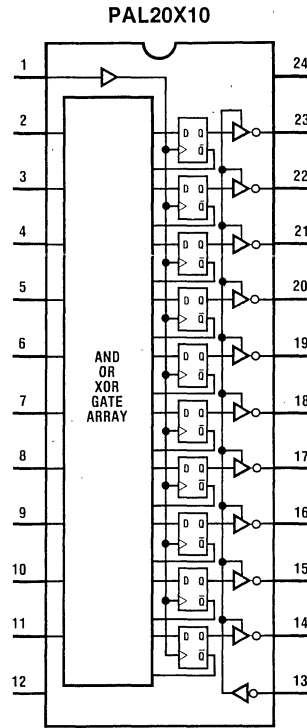 PAL20X10
1
24
2
D Q
Q̅
23
3
D Q
Q̅
22
4
D Q
Q̅
21
5
D Q
Q̅
20
6
AND
OR
XOR
GATE
ARRAY
D Q
Q̅
19
7
D Q
Q̅
18
8
D Q
Q̅
17
9
D Q
Q̅
16
10
D Q
Q̅
15
11
D Q
Q̅
14
12
13